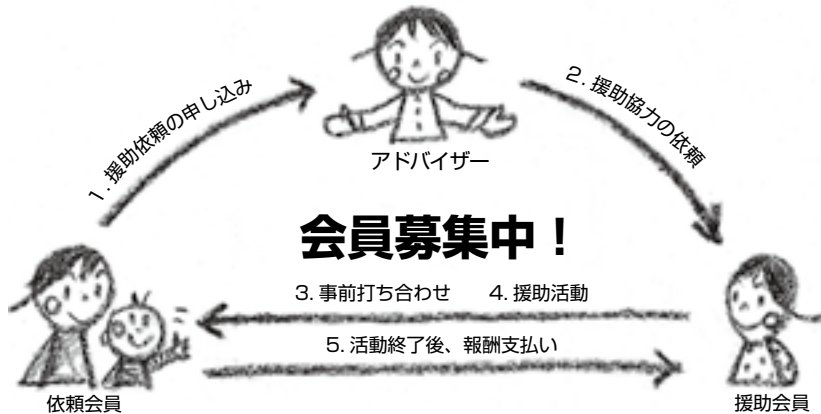 1. 援助依頼の申し込み
2. 援助協力の依頼
アドバイザー
会員募集中！
3. 事前打ち合わせ 4. 援助活動
5. 活動終了後、報酬支払い
依頼会員
援助会員